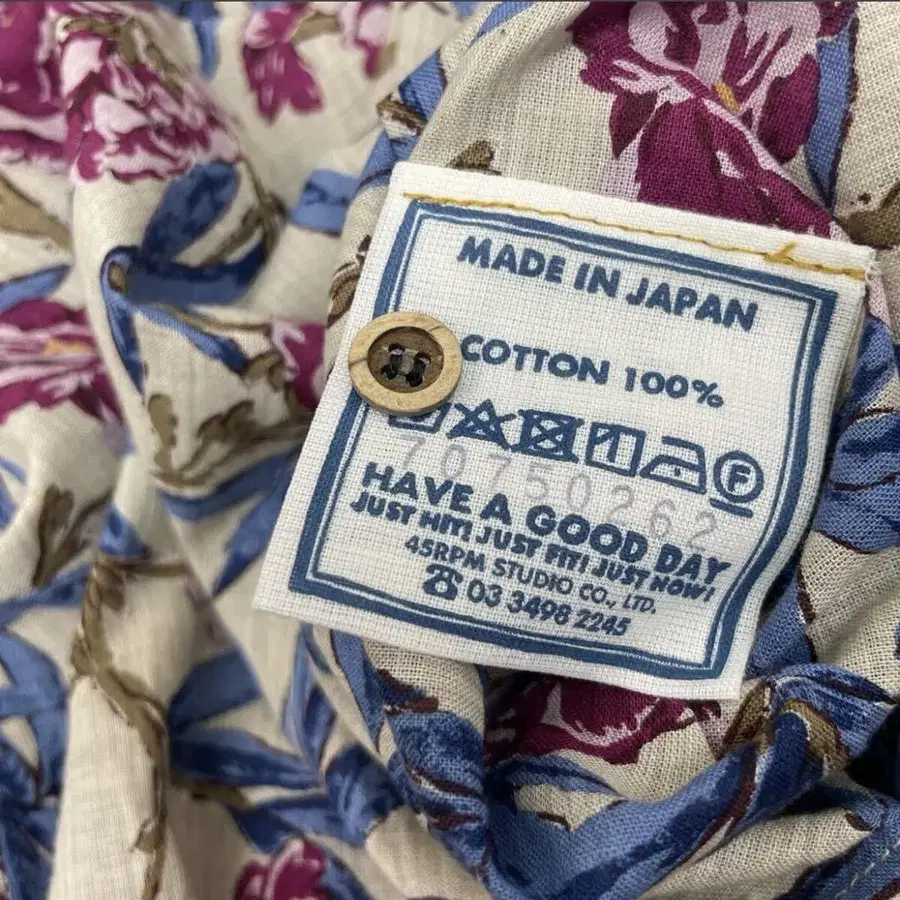 MADE IN JAPAN
COTTON 100%
1 F
70750262
HAVE A GOOD DAY
JUST HIT! JUST FIT! JUST NOW!
45RPM STUDIO CO., LTD.
☎ 03 3498 2245